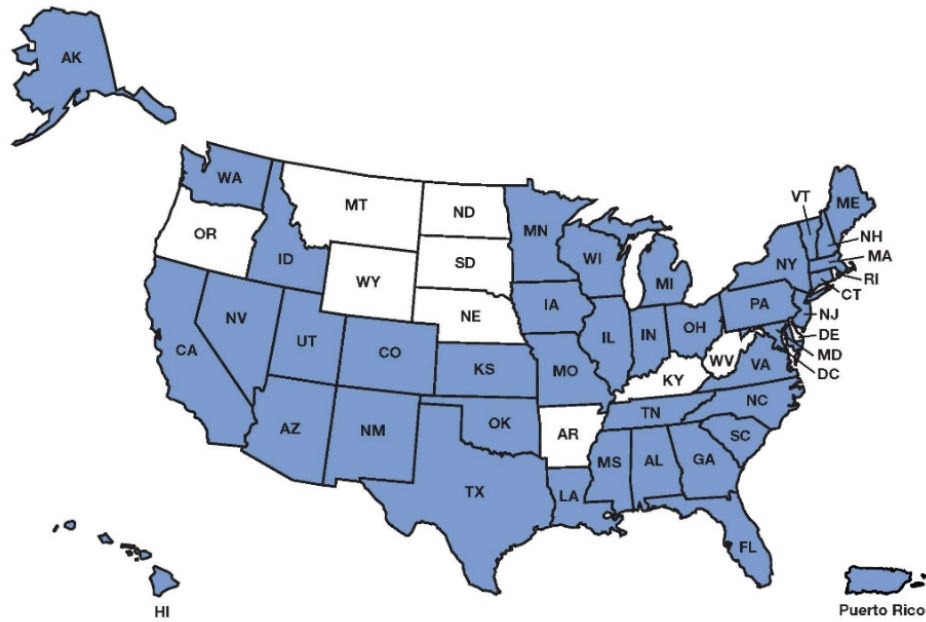 AK
WA
MT
ND
MN
VT
ME
OR
ID
WY
SD
WI
MI
NY
NH
MA
RI
CT
NE
IA
PA
NJ
NV
UT
CO
IL
IN
OH
DE
MD
DC
CA
KS
MO
WV
VA
KY
AZ
NM
OK
AR
TN
NC
SC
TX
LA
MS
AL
GA
FL
HI
Puerto Rico